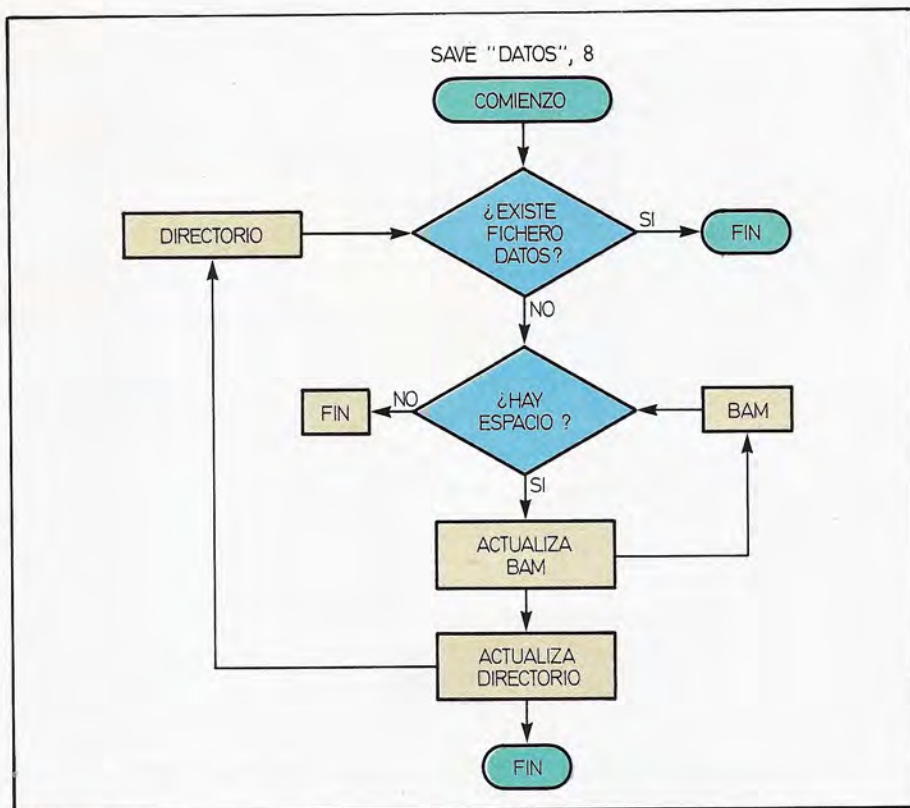 SAVE "DATOS", 8
COMIENZO
¿EXISTE
FICHERO
DATOS?
SI
FIN
DIRECTORIO
NO
¿HAY
ESPACIO ?
NO
FIN
BAM
SI
ACTUALIZA
BAM
ACTUALIZA
DIRECTORIO
FIN